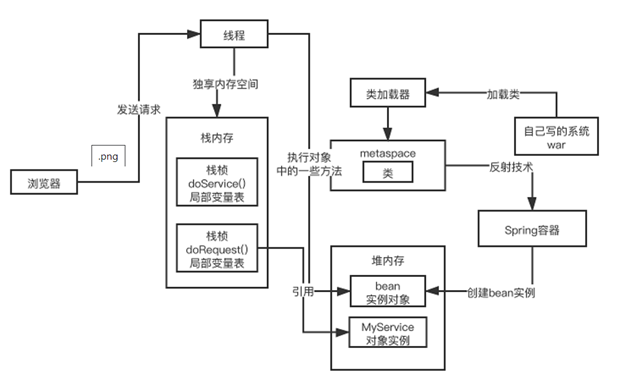 线程
独享内存空间
发送请求
.png
浏览器
栈内存
栈桢
doService()
局部变量表
栈桢
doRequest()
局部变量表
执行对象
中的一些方法
引用
类加载器
加载类
自己写的系统
war
metaspace
类
反射技术
Spring容器
堆内存
bean
实例对象
创建bean实例
MyService
对象实例